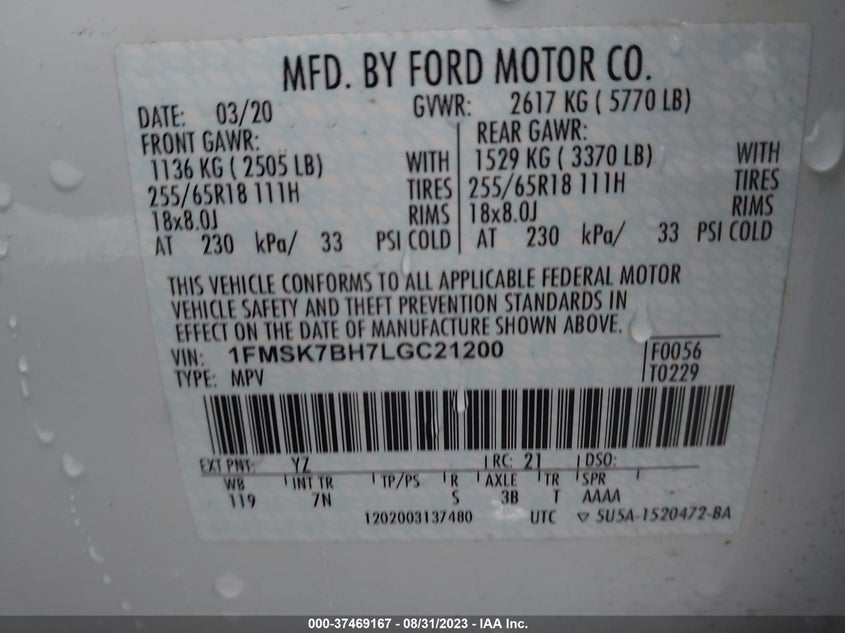 MFD. BY FORD MOTOR CO.
DATE: 03/20 GVWR: 2617 KG ( 5770 LB)
FRONT GAWR: REAR GAWR:
1136 KG ( 2505 LB) WITH 1529 KG ( 3370 LB) WITH
255/65R18 111H TIRES 255/65R18 111H TIRES
18x8.0J RIMS 18x8.0J RIMS
AT 230 kPa/ 33 PSI COLD AT 230 kPa/ 33 PSI COLD
THIS VEHICLE CONFORMS TO ALL APPLICABLE FEDERAL MOTOR
VEHICLE SAFETY AND THEFT PREVENTION STANDARDS IN
EFFECT ON THE DATE OF MANUFACTURE SHOWN ABOVE.
VIN: 1FMSK7BH7LGC21200 F0056
TYPE: MPV T0229
EXT PNT: YZ RC: 21 DSO:
WB INT TR TP/PS R AXLE TR SPR
119 7N S 3B T AAAA
1202003137480 UTC ▽ 5U5A-1520472-BA
000-37469167 - 08/31/2023 - IAA Inc.